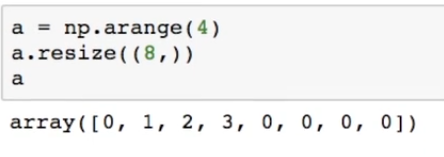 a = np.arange(4)
a.resize((8,))
a
array([0, 1, 2, 3, 0, 0, 0, 0])